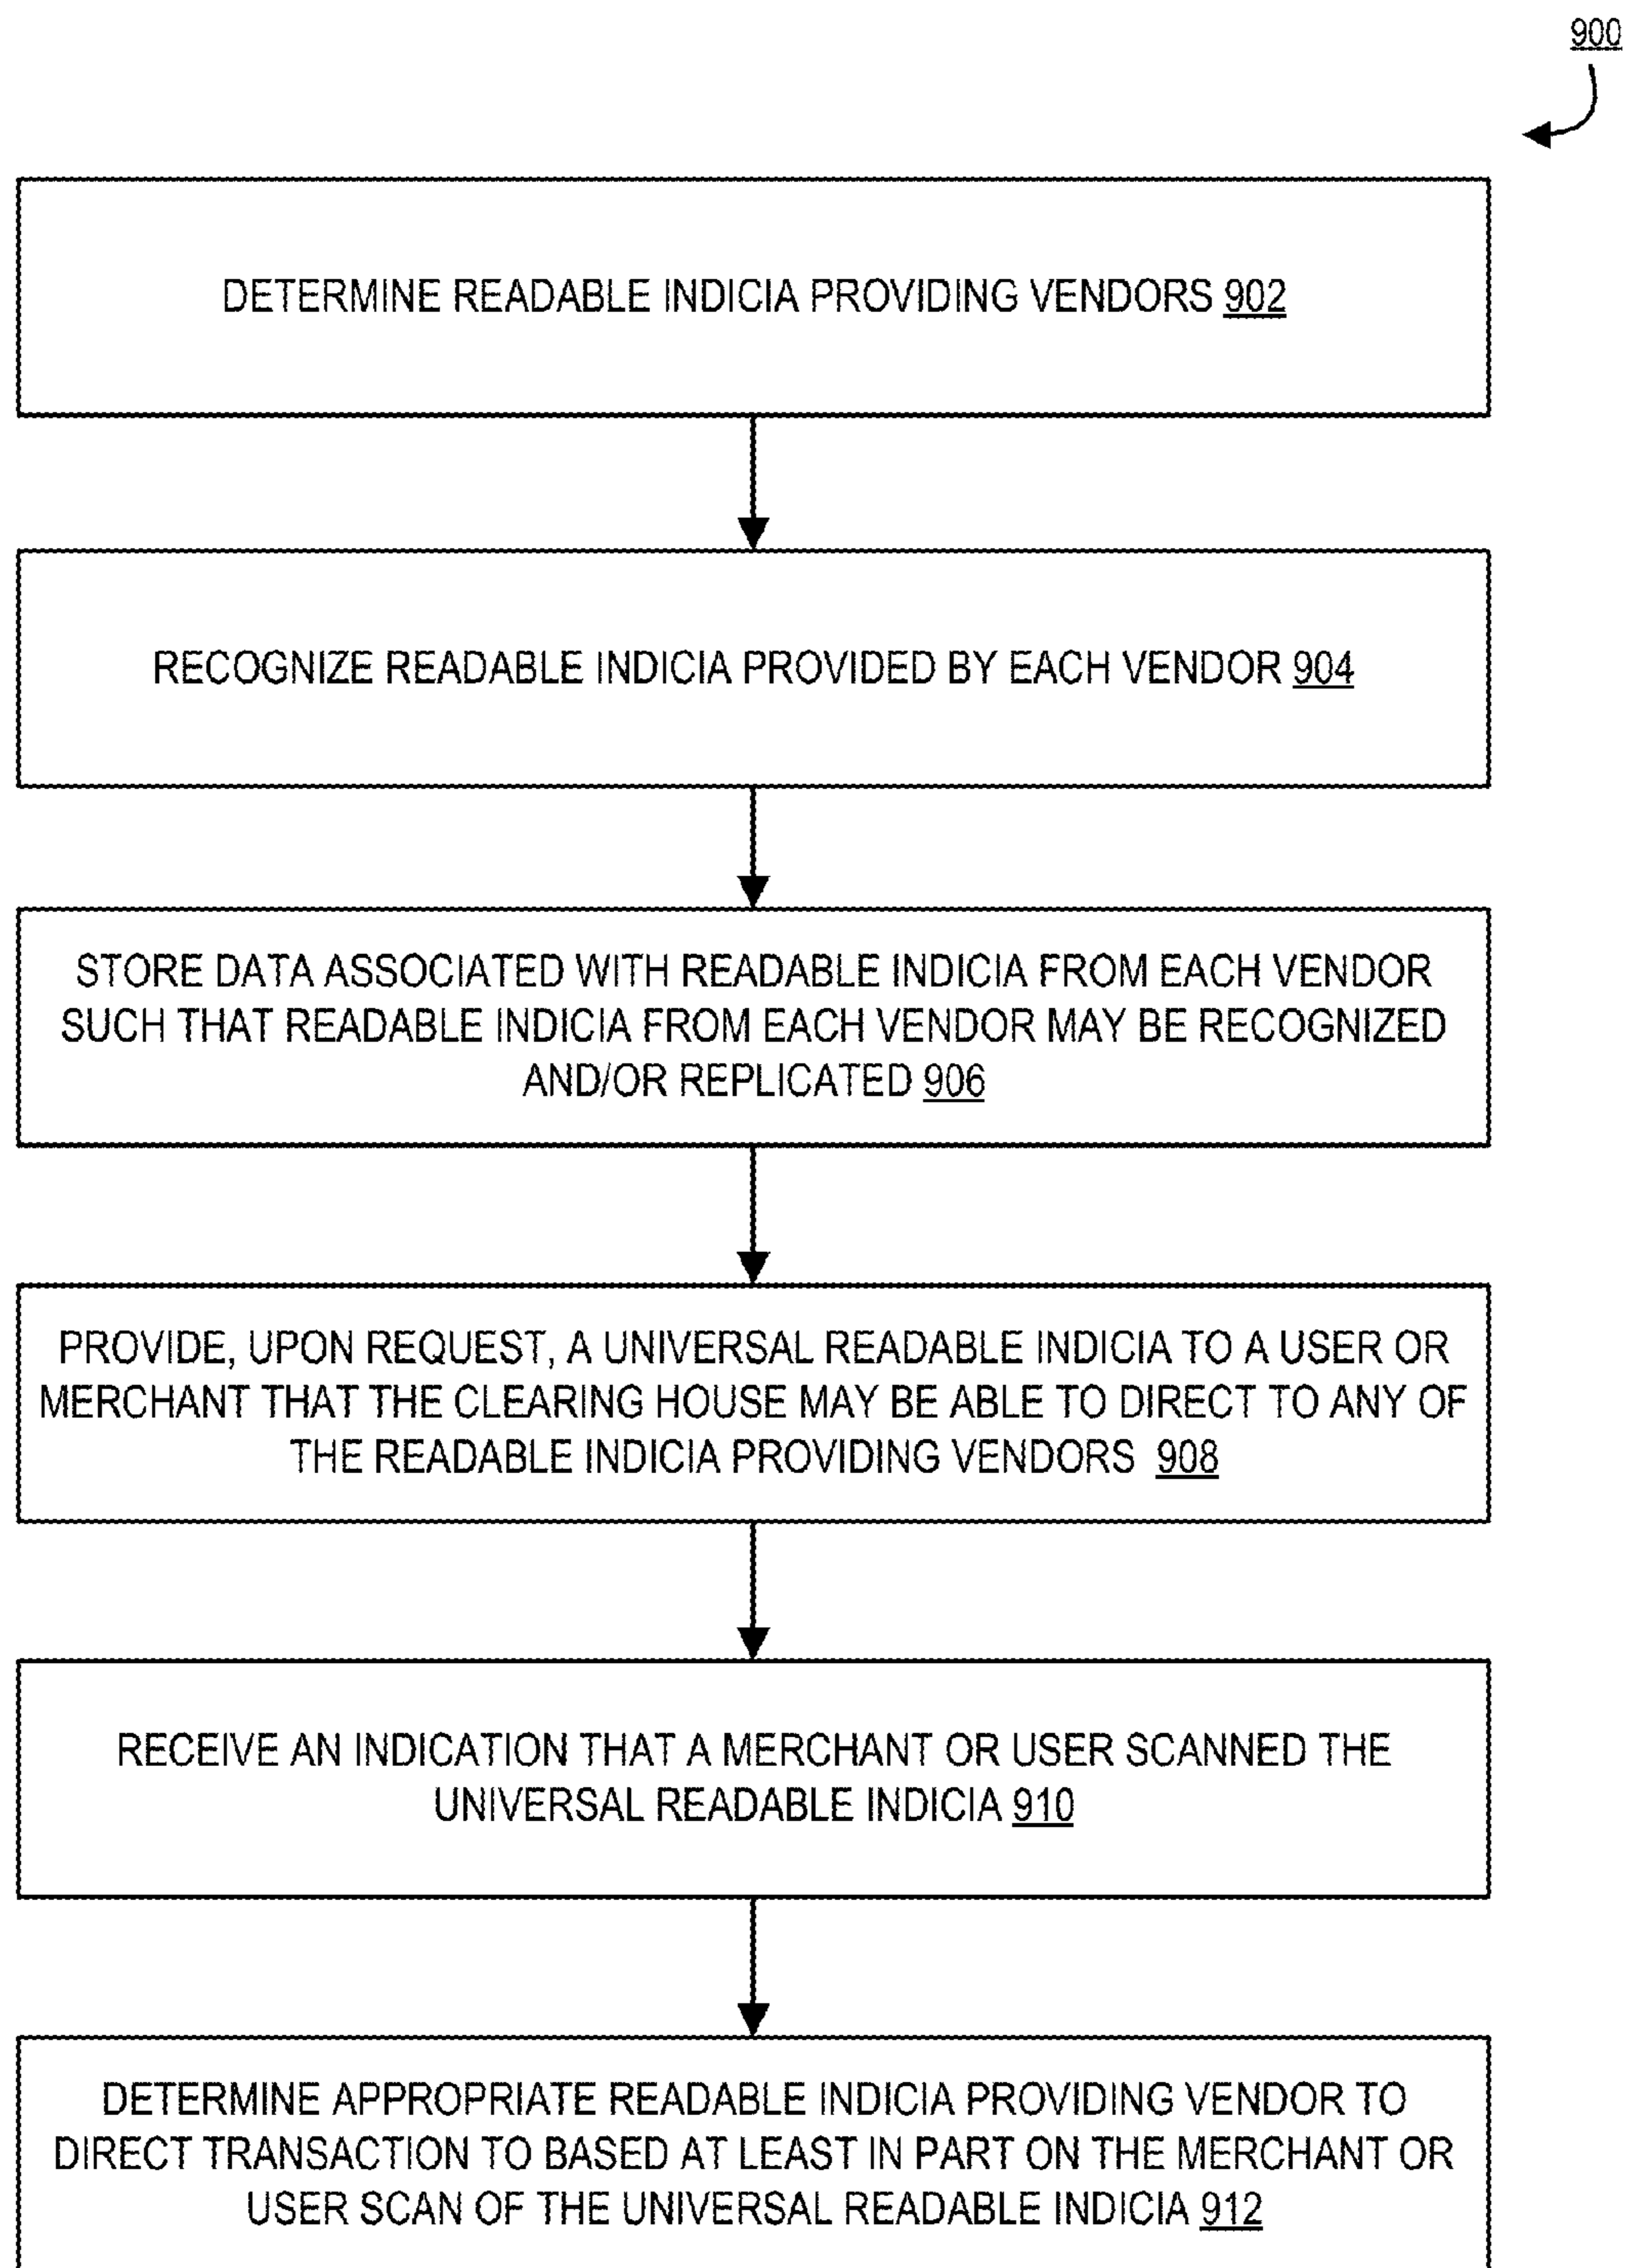 900
DETERMINE READABLE INDICIA PROVIDING VENDORS 902
RECOGNIZE READABLE INDICIA PROVIDED BY EACH VENDOR 904
STORE DATA ASSOCIATED WITH READABLE INDICIA FROM EACH VENDOR
SUCH THAT READABLE INDICIA FROM EACH VENDOR MAY BE RECOGNIZED
AND/OR REPLICATED 906
PROVIDE, UPON REQUEST, A UNIVERSAL READABLE INDICIA TO A USER OR
MERCHANT THAT THE CLEARING HOUSE MAY BE ABLE TO DIRECT TO ANY OF
THE READABLE INDICIA PROVIDING VENDORS 908
RECEIVE AN INDICATION THAT A MERCHANT OR USER SCANNED THE
UNIVERSAL READABLE INDICIA 910
DETERMINE APPROPRIATE READABLE INDICIA PROVIDING VENDOR TO
DIRECT TRANSACTION TO BASED AT LEAST IN PART ON THE MERCHANT OR
USER SCAN OF THE UNIVERSAL READABLE INDICIA 912